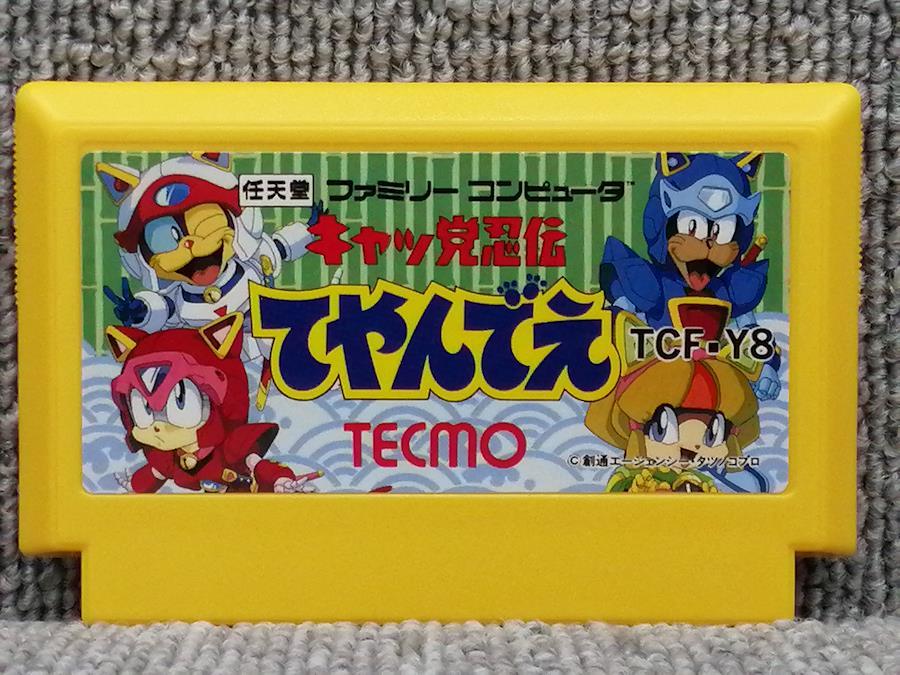 任天堂 ファミリー コンピュータ™
キャッ党忍伝
てやんでえ
TCF-Y8
TECMO
©創通エージェンシー・タツノコプロ